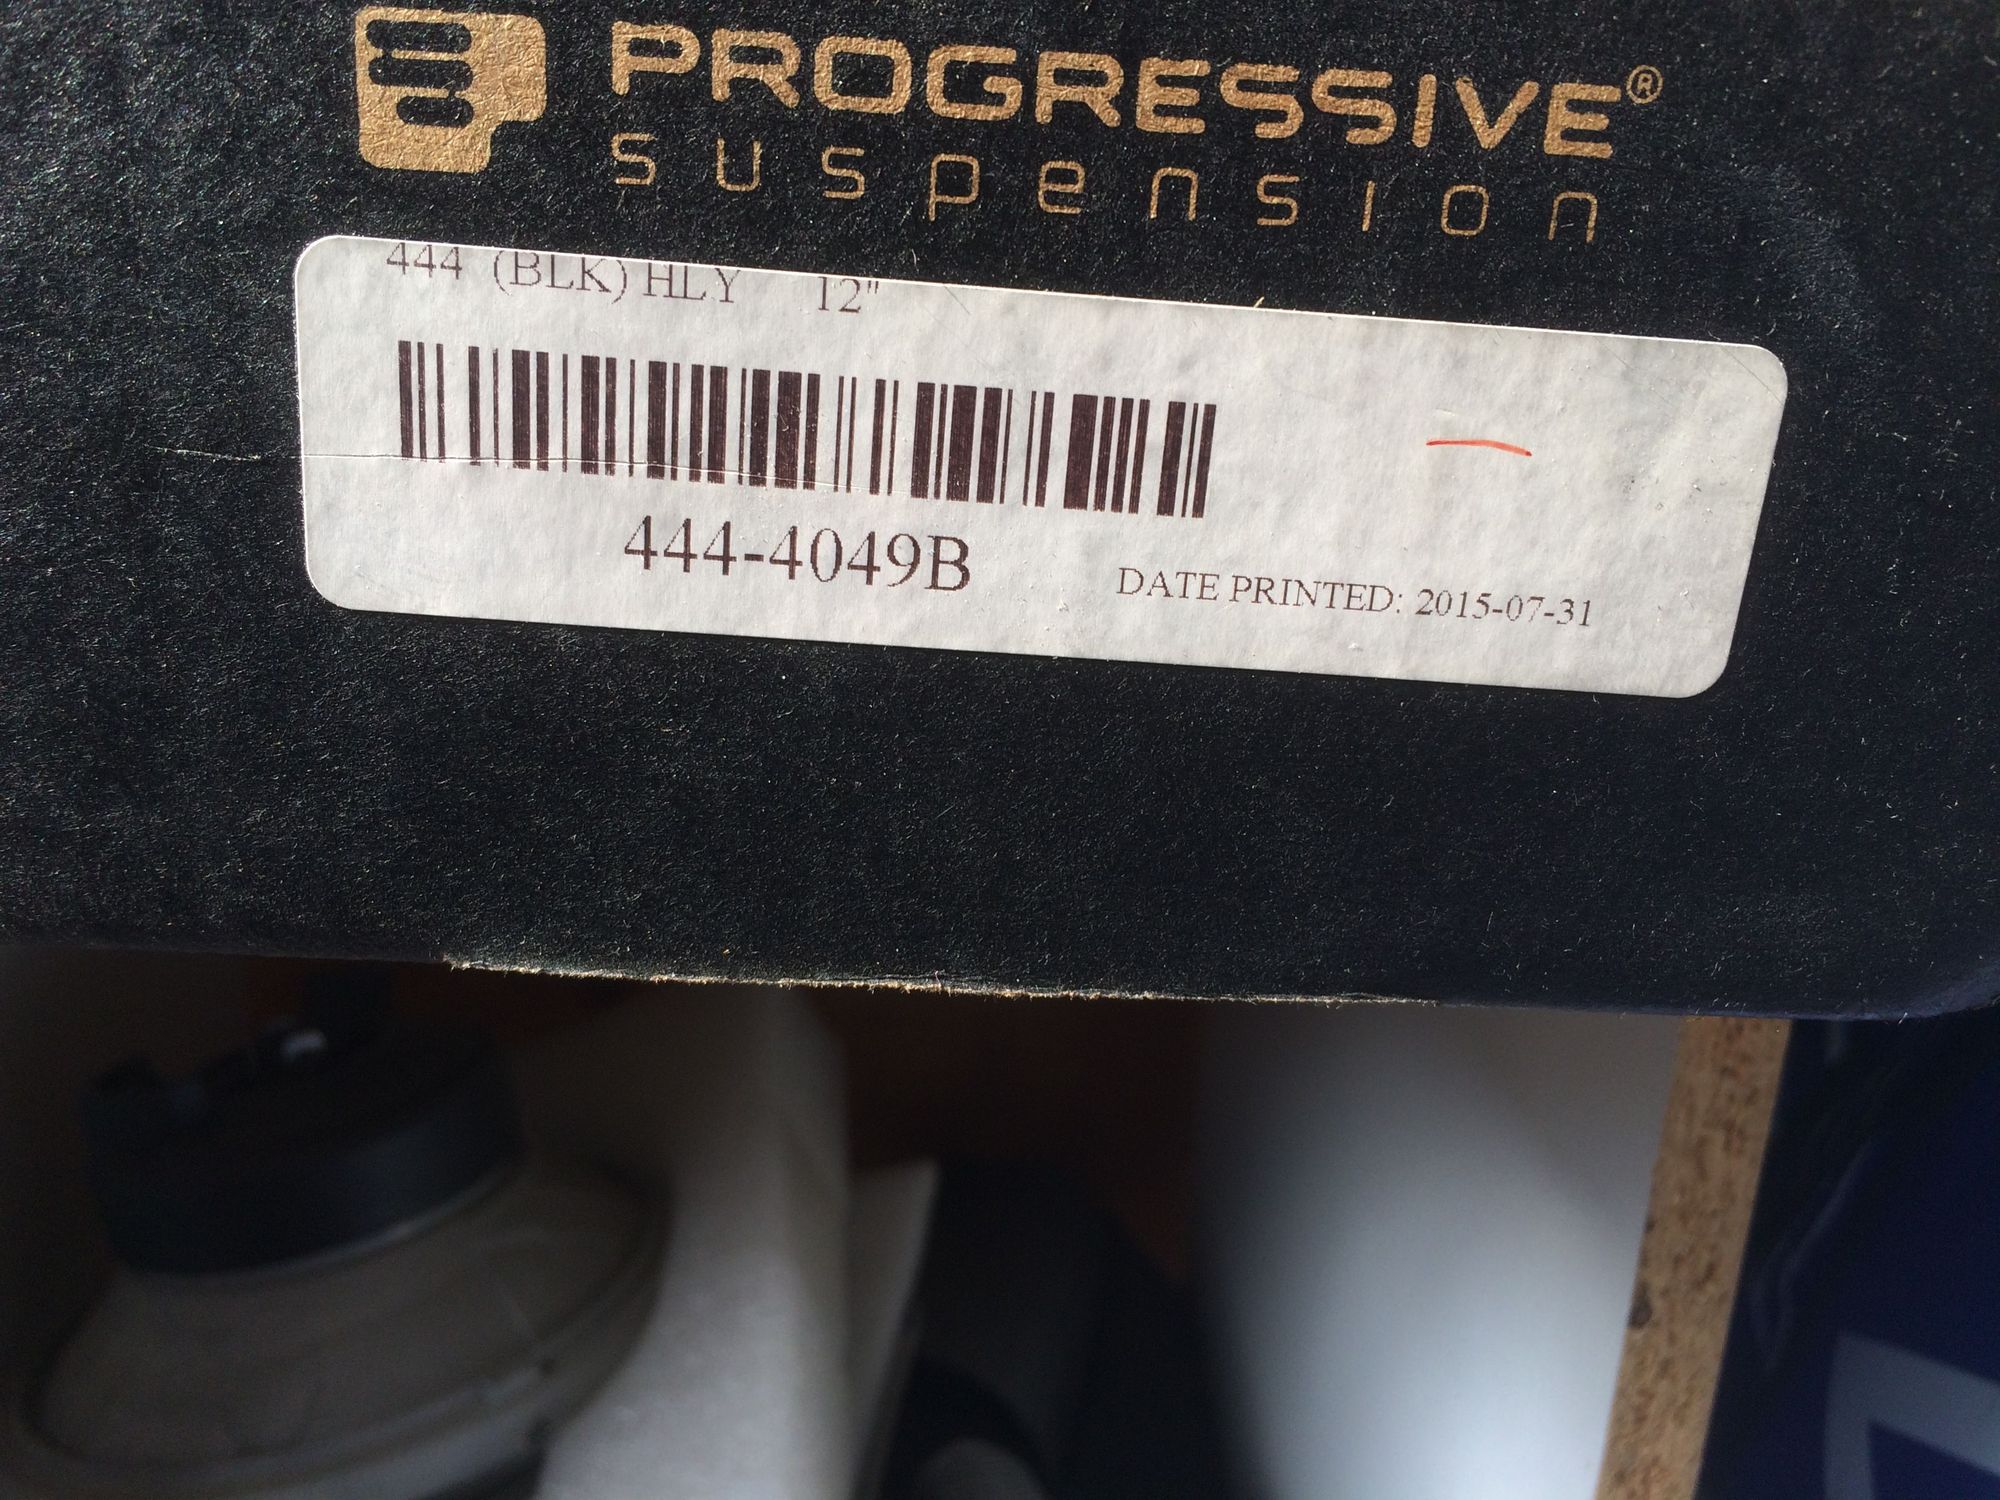 PROGRESSIVE®
suspension
444 (BLK) HLY 12"
444-4049B
DATE PRINTED: 2015-07-31